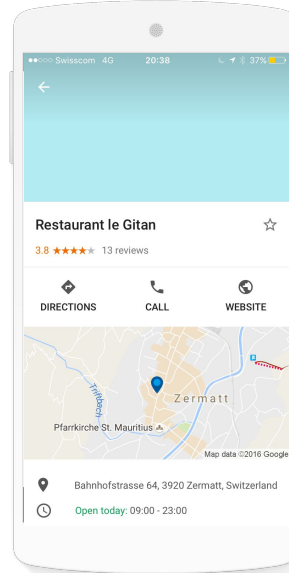 Swisscom 4G 20:38 37%
Restaurant le Gitan
3.8 13 reviews
DIRECTIONS CALL WEBSITE
Triftbach
Zermatt
Pfarrkirche St. Mauritius
Map data ©2016 Google
Bahnhofstrasse 64, 3920 Zermatt, Switzerland
Open today: 09:00 - 23:00